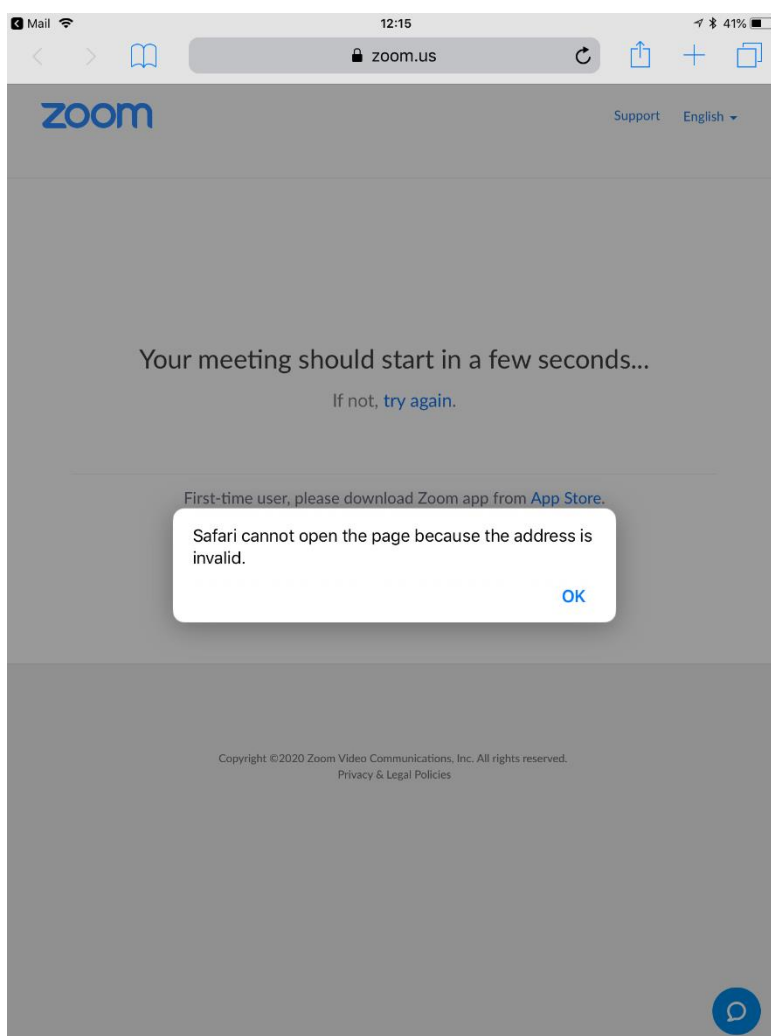 Mail 12:15 41%
zoom.us
zoom Support English
Your meeting should start in a few seconds...
If not, try again.
First-time user, please download Zoom app from App Store.
Safari cannot open the page because the address is
invalid.
OK
Copyright ©2020 Zoom Video Communications, Inc. All rights reserved.
Privacy & Legal Policies